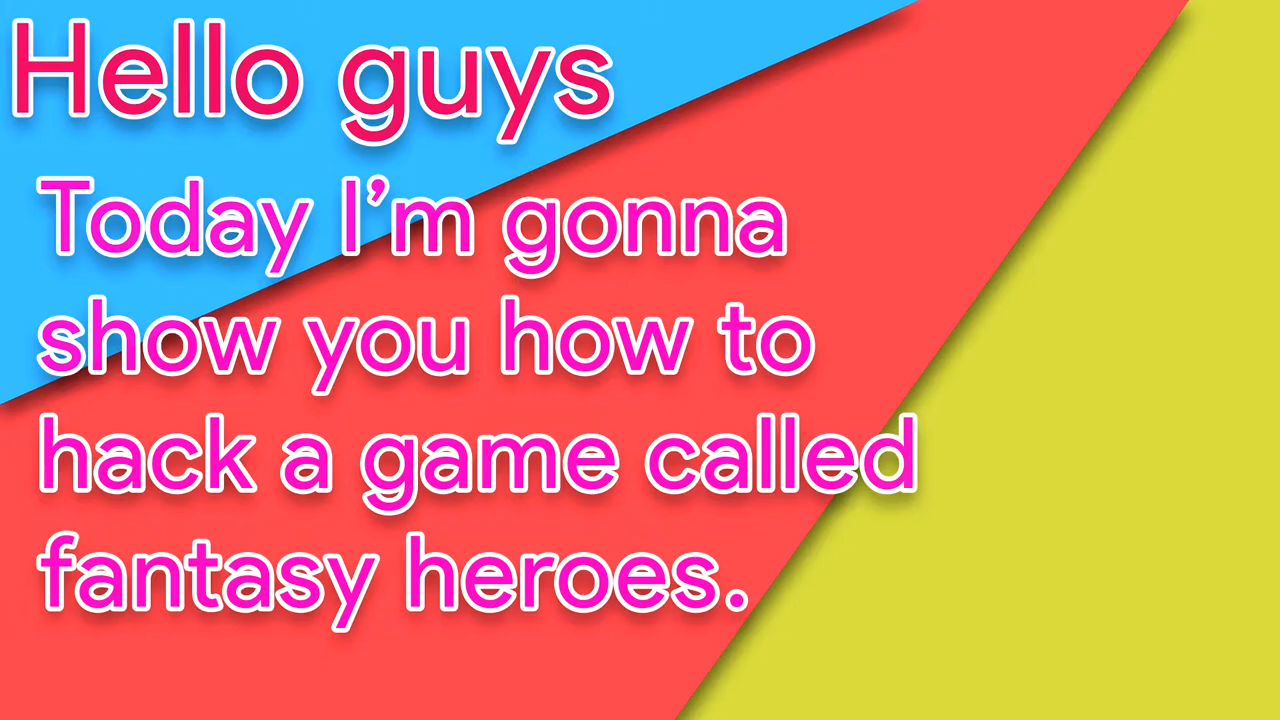 Hello guys
Today I’m gonna
show you how to
hack a game called
fantasy heroes.